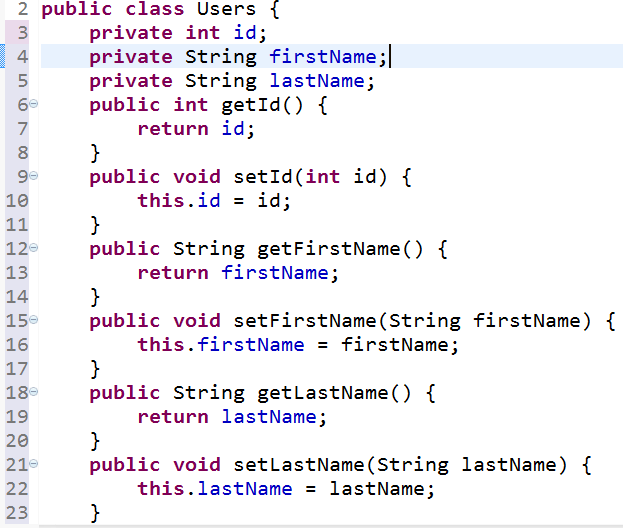 2 public class Users {
3     private int id;
4     private String firstName;
5     private String lastName;
6     public int getId() {
7         return id;
8     }
9     public void setId(int id) {
10         this.id = id;
11     }
12     public String getFirstName() {
13         return firstName;
14     }
15     public void setFirstName(String firstName) {
16         this.firstName = firstName;
17     }
18     public String getLastName() {
19         return lastName;
20     }
21     public void setLastName(String lastName) {
22         this.lastName = lastName;
23     }